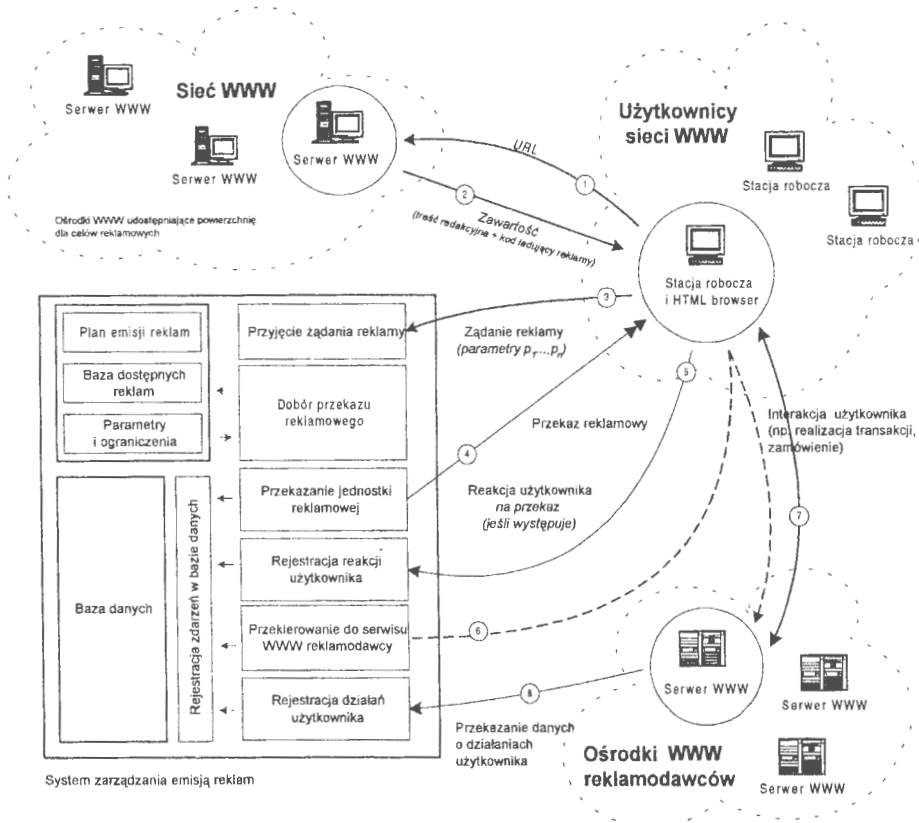 Sieć WWW
Serwer WWW
Serwer WWW
Serwer WWW
Ośrodki WWW udostępniające powierzchnię
dla celów reklamowych
Użytkownicy
sieci WWW
Stacja robocza
Stacja robocza
Stacja robocza
i HTML browser
URL
1
2
Zawartość
(treść redakcyjna + kod ładujący reklamy)
3
Żądanie reklamy
(parametry p1,...,pn)
5
Przekaz reklamowy
4
Reakcja użytkownika
na przekaz
(jeśli występuje)
Interakcja użytkownika
(np. realizacja transakcji,
zamówienie)
7
6
8
Przekazanie danych
o działaniach
użytkownika
Plan emisji reklam
Baza dostępnych
reklam
Parametry
i ograniczenia
Przyjęcie żądania reklamy
Dobór przekazu
reklamowego
Przekazanie jednostki
reklamowej
Rejestracja reakcji
użytkownika
Przekierowanie do serwisu
WWW reklamodawcy
Rejestracja działań
użytkownika
Baza danych
Rejestracja zdarzeń w bazie danych
System zarządzania emisją reklam
Serwer WWW
Serwer WWW
Serwer WWW
Ośrodki WWW
reklamodawców